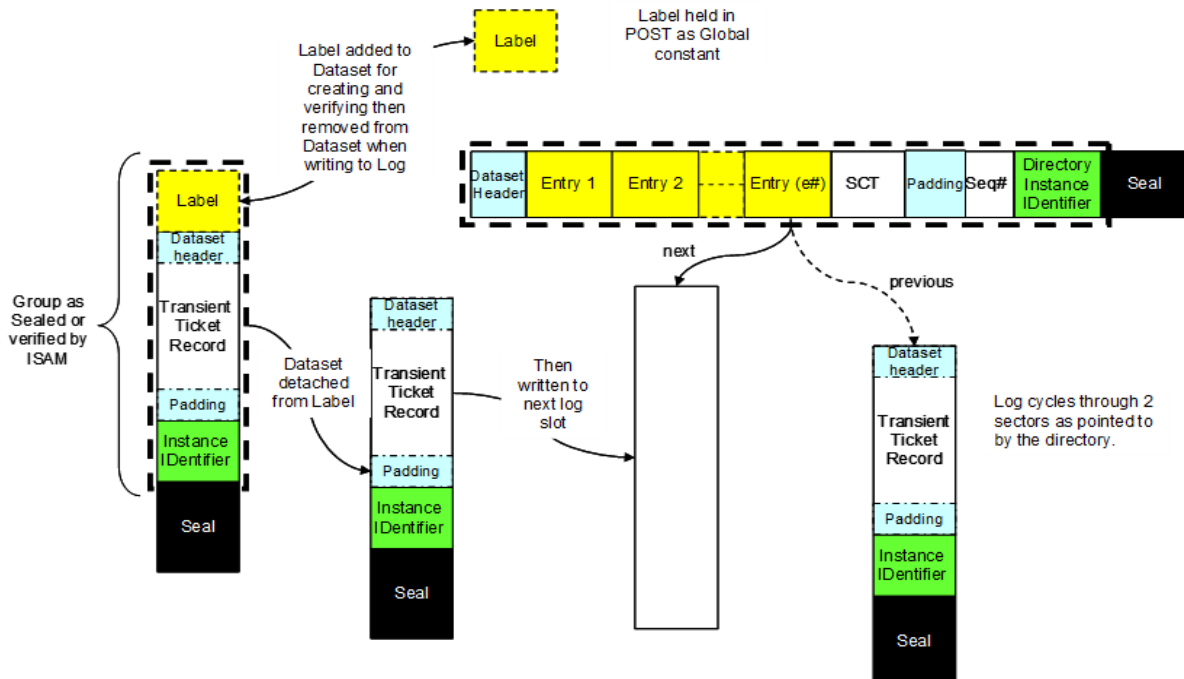 Label
Label held in
POST as Global
constant
Label added to
Dataset for
creating and
verifying then
removed from
Dataset when
writing to Log
Dataset
Header
Entry 1
Entry 2
Entry (e#)
SCT
Padding
Seq#
Directory
Instance
IDentifier
Seal
next
previous
Group as
Sealed or
verified by
ISAM
Label
Dataset
header
Transient
Ticket
Record
Padding
Instance
IDentifier
Seal
Dataset
detached
from Label
Dataset
header
Transient
Ticket
Record
Padding
Instance
IDentifier
Seal
Then
written to
next log
slot
Dataset
header
Transient
Ticket
Record
Padding
Instance
IDentifier
Seal
Log cycles through 2
sectors as pointed to
by the directory.